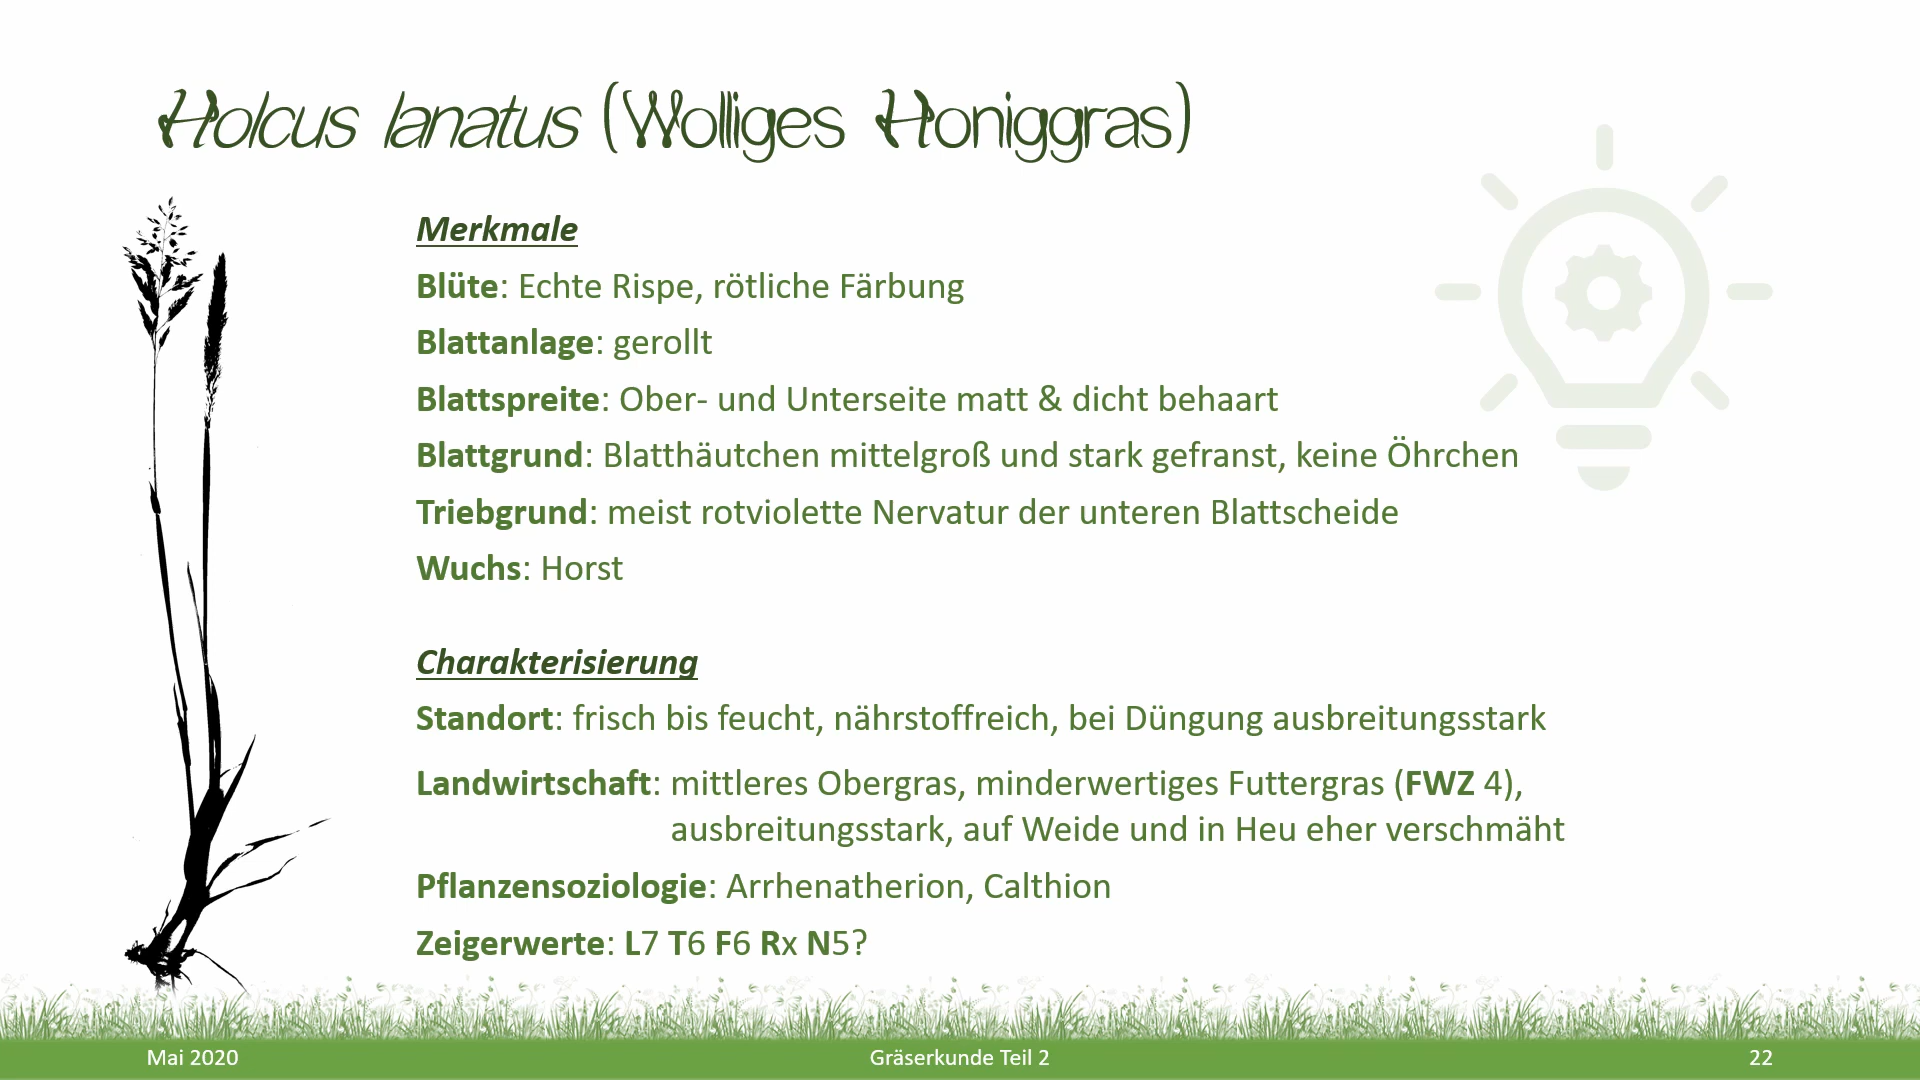 Holcus lanatus (Wolliges Honiggras)
Merkmale
Blüte: Echte Rispe, rötliche Färbung
Blattanlage: gerollt
Blattspreite: Ober- und Unterseite matt & dicht behaart
Blattgrund: Blatthäutchen mittelgroß und stark gefranst, keine Öhrchen
Triebgrund: meist rotviolette Nervatur der unteren Blattscheide
Wuchs: Horst
Charakterisierung
Standort: frisch bis feucht, nährstoffreich, bei Düngung ausbreitungsstark
Landwirtschaft: mittleres Obergras, minderwertiges Futtergras (FWZ 4),
ausbreitungsstark, auf Weide und in Heu eher verschmäht
Pflanzensoziologie: Arrhenatherion, Calthion
Zeigerwerte: L7 T6 F6 Rx N5?
Mai 2020
Gräserkunde Teil 2
22